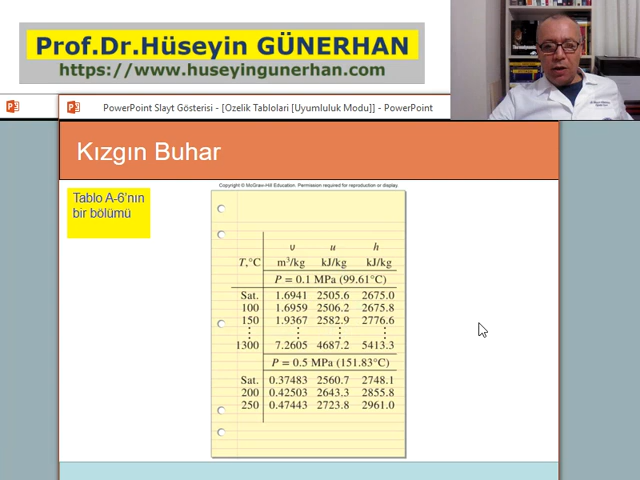 Prof.Dr.Hüseyin GÜNERHAN
https://www.huseyingunerhan.com
PowerPoint Slayt Gösterisi - [Ozelik Tablolari [Uyumluluk Modu]] - PowerPoint
Kızgın Buhar
Copyright © McGraw-Hill Education. Permission required for reproduction or display.
Tablo A-6'nın
bir bölümü
υ u h
T,°C m³/kg kJ/kg kJ/kg
P = 0.1 MPa (99.61°C)
Sat. 1.6941 2505.6 2675.0
100 1.6959 2506.2 2675.8
150 1.9367 2582.9 2776.6
⋮ ⋮ ⋮ ⋮
1300 7.2605 4687.2 5413.3
P = 0.5 MPa (151.83°C)
Sat. 0.37483 2560.7 2748.1
200 0.42503 2643.3 2855.8
250 0.47443 2723.8 2961.0